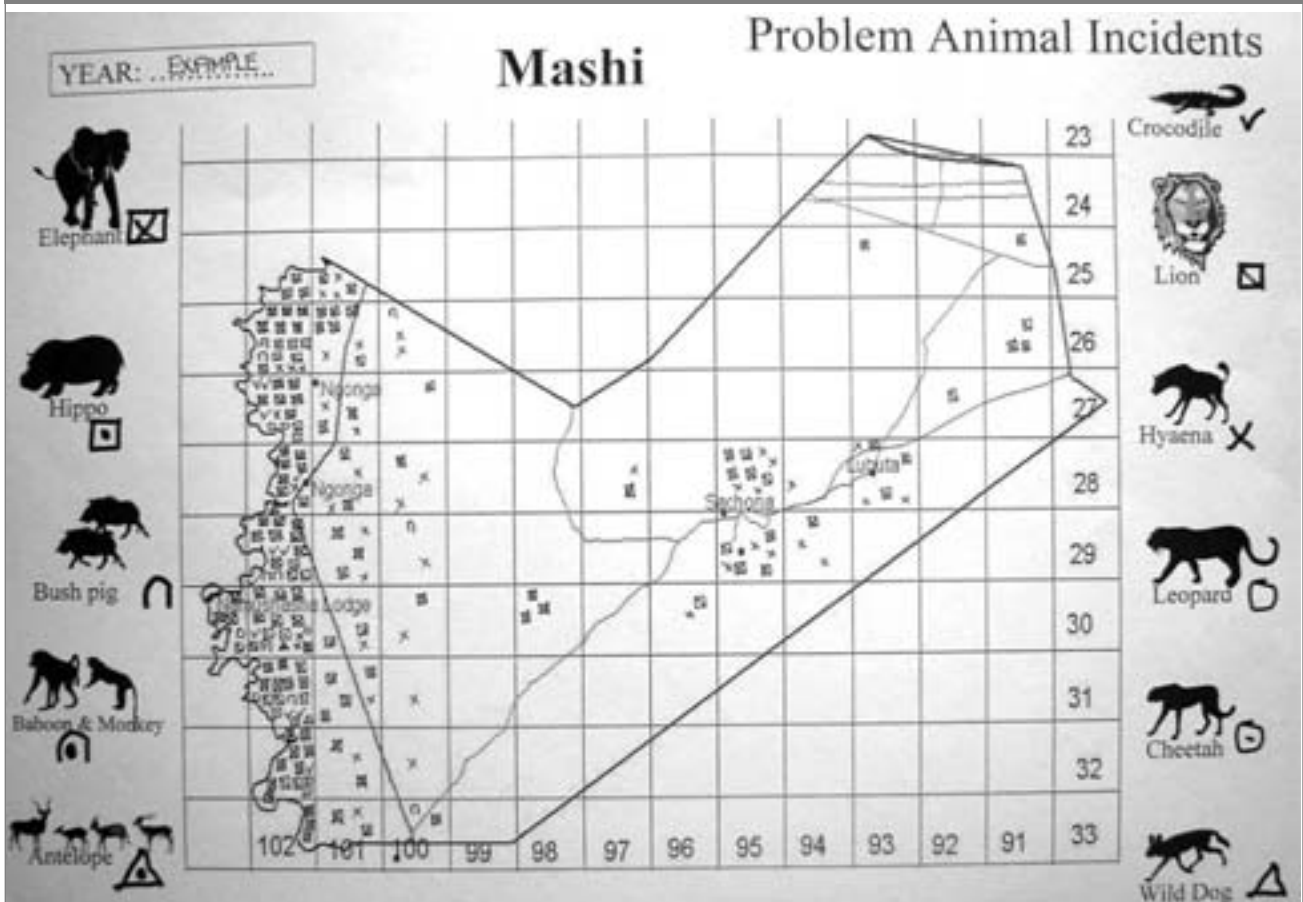 Problem Animal Incidents
YEAR: ..EXAMPLE..
Mashi
Crocodile
23
Elephant
24
Lion
25
26
Hippo
Ngonga
27
Hyaena
Lubuta
Ngonga
28
Sachona
29
Bush pig
Leopard
Lodge
30
31
Baboon & Monkey
Cheetah
32
Antelope
102 101 100 99 98 97 96 95 94 93 92 91 33
Wild Dog